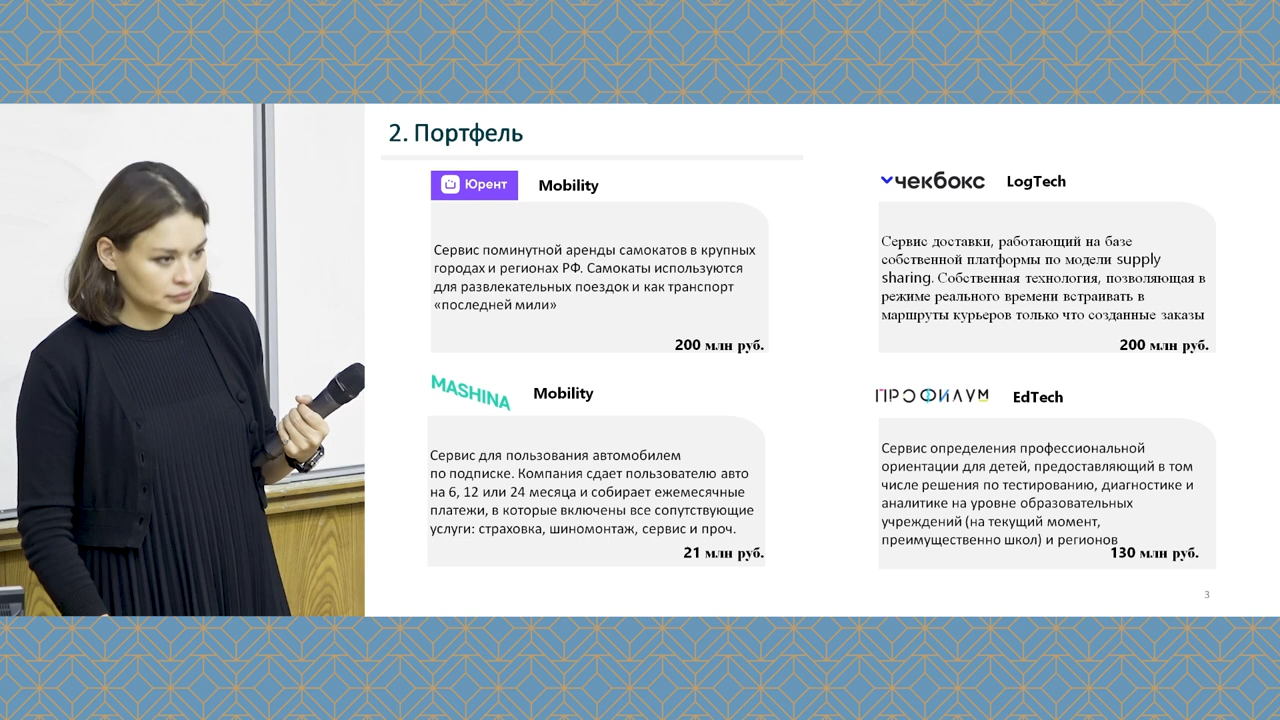 2. Портфель
Юрент
Mobility
Сервис поминутной аренды самокатов в крупных
городах и регионах РФ. Самокаты используются
для развлекательных поездок и как транспорт
«последней мили»
200 млн руб.
чекбокс
LogTech
Сервис доставки, работающий на базе
собственной платформы по модели supply
sharing. Собственная технология, позволяющая в
режиме реального времени встраивать в
маршруты курьеров только что созданные заказы
200 млн руб.
MASHINA
Mobility
Сервис для пользования автомобилем
по подписке. Компания сдает пользователю авто
на 6, 12 или 24 месяца и собирает ежемесячные
платежи, в которые включены все сопутствующие
услуги: страховка, шиномонтаж, сервис и проч.
21 млн руб.
ПРОФИЛУМ
EdTech
Сервис определения профессиональной
ориентации для детей, предоставляющий в том
числе решения по тестированию, диагностике и
аналитике на уровне образовательных
учреждений (на текущий момент,
преимущественно школ) и регионов
130 млн руб.
3